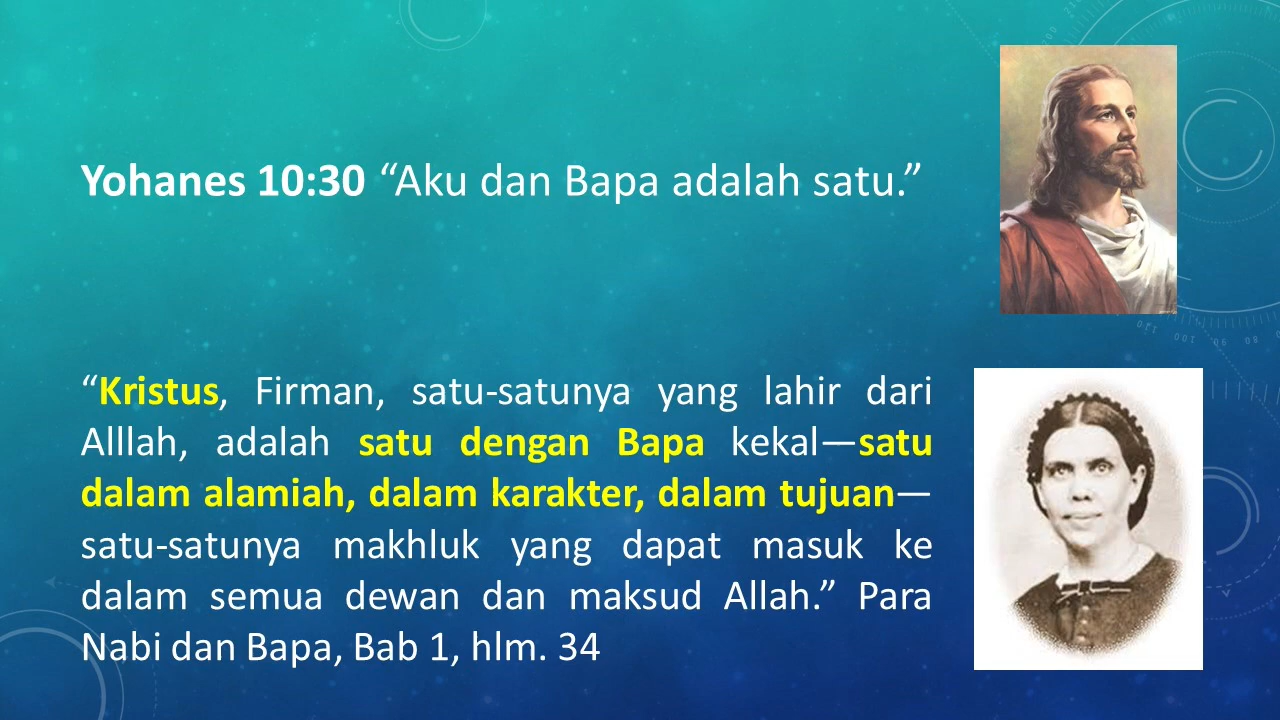 Yohanes 10:30 “Aku dan Bapa adalah satu.”
“Kristus, Firman, satu-satunya yang lahir dari
Alllah, adalah satu dengan Bapa kekal—satu
dalam alamiah, dalam karakter, dalam tujuan—
satu-satunya makhluk yang dapat masuk ke
dalam semua dewan dan maksud Allah.” Para
Nabi dan Bapa, Bab 1, hlm. 34